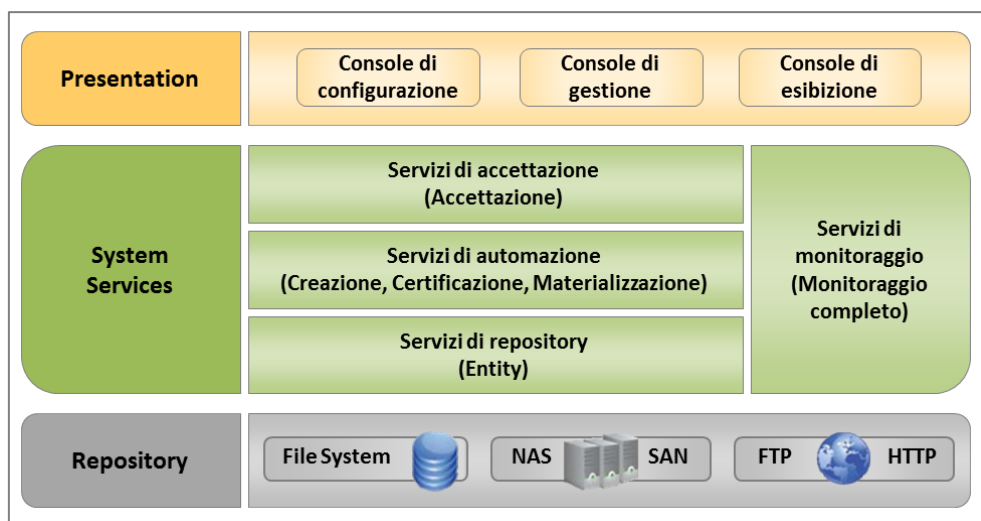 Presentation
Console di
configurazione
Console di
gestione
Console di
esibizione
System
Services
Servizi di accettazione
(Accettazione)
Servizi di automazione
(Creazione, Certificazione, Materializzazione)
Servizi di repository
(Entity)
Servizi di
monitoraggio
(Monitoraggio
completo)
Repository
File System
NAS SAN
FTP HTTP